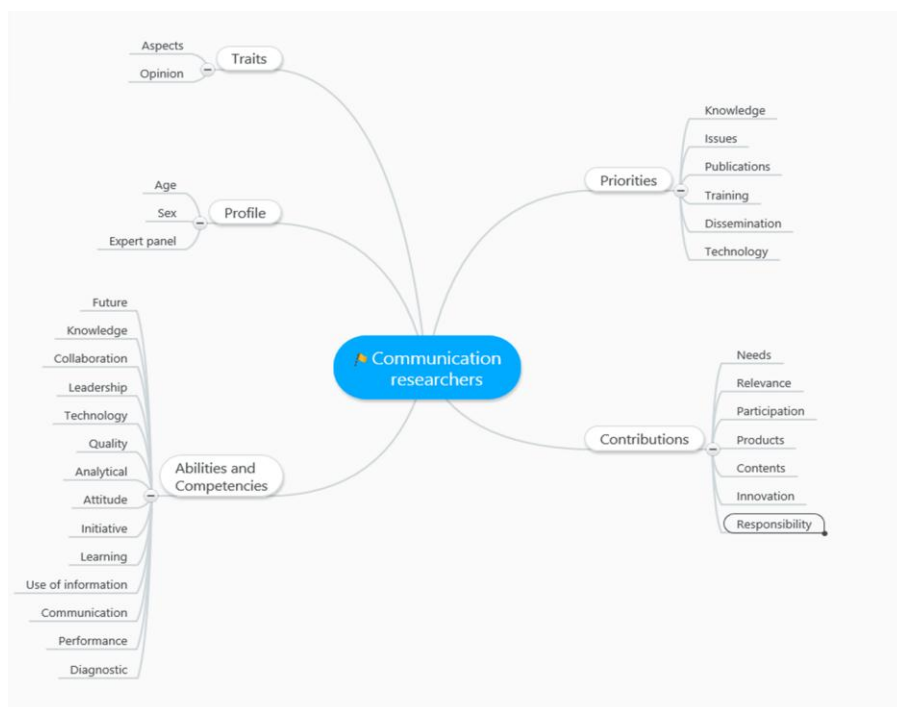 Communication
researchers
Traits
Aspects
Opinion
Profile
Age
Sex
Expert panel
Abilities and
Competencies
Future
Knowledge
Collaboration
Leadership
Technology
Quality
Analytical
Attitude
Initiative
Learning
Use of information
Communication
Performance
Diagnostic
Priorities
Knowledge
Issues
Publications
Training
Dissemination
Technology
Contributions
Needs
Relevance
Participation
Products
Contents
Innovation
Responsibility